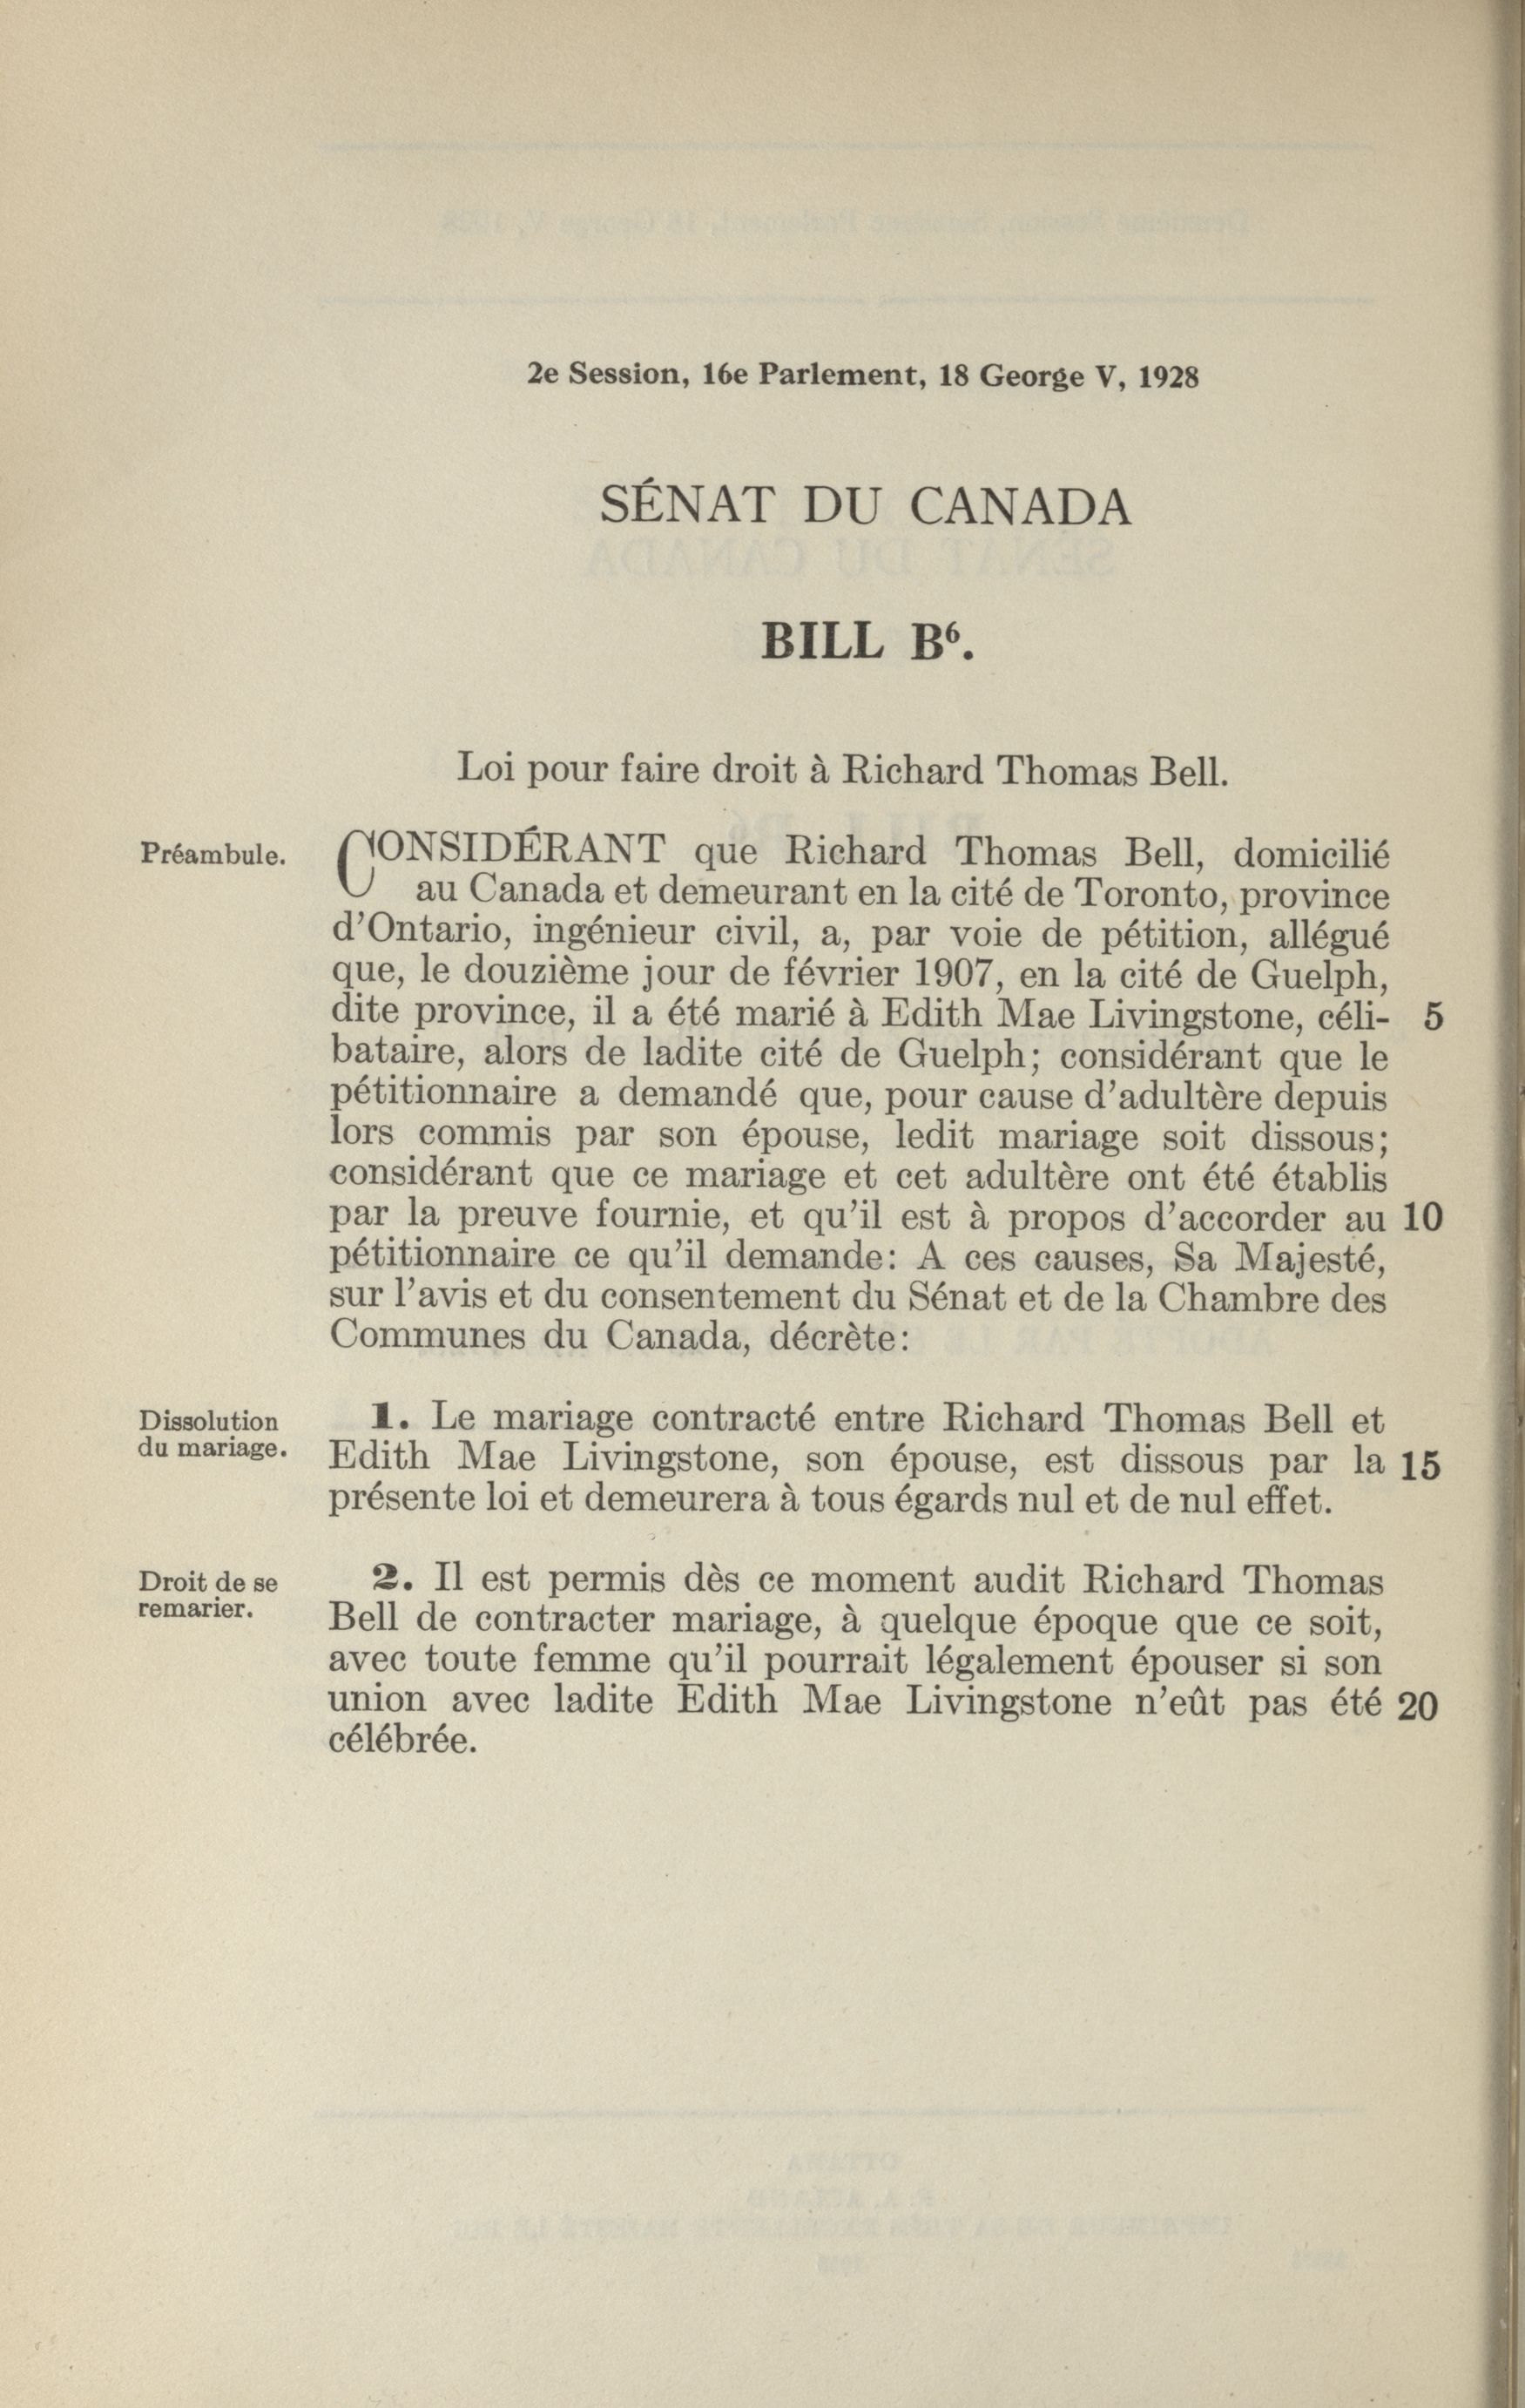 2e Session, 16e Parlement, 18 George V, 1928
SÉNAT DU CANADA
BILL B⁶.
Loi pour faire droit à Richard Thomas Bell.
Préambule.
CONSIDÉRANT que Richard Thomas Bell, domicilié
au Canada et demeurant en la cité de Toronto, province
d'Ontario, ingénieur civil, a, par voie de pétition, allégué
que, le douzième jour de février 1907, en la cité de Guelph,
dite province, il a été marié à Edith Mae Livingstone, céli- 5
bataire, alors de ladite cité de Guelph; considérant que le
pétitionnaire a demandé que, pour cause d'adultère depuis
lors commis par son épouse, ledit mariage soit dissous;
considérant que ce mariage et cet adultère ont été établis
par la preuve fournie, et qu'il est à propos d'accorder au 10
pétitionnaire ce qu'il demande: A ces causes, Sa Majesté,
sur l'avis et du consentement du Sénat et de la Chambre des
Communes du Canada, décrète:
Dissolution
du mariage.
1. Le mariage contracté entre Richard Thomas Bell et
Edith Mae Livingstone, son épouse, est dissous par la 15
présente loi et demeurera à tous égards nul et de nul effet.
Droit de se
remarier.
2. Il est permis dès ce moment audit Richard Thomas
Bell de contracter mariage, à quelque époque que ce soit,
avec toute femme qu'il pourrait légalement épouser si son
union avec ladite Edith Mae Livingstone n'eût pas été 20
célébrée.